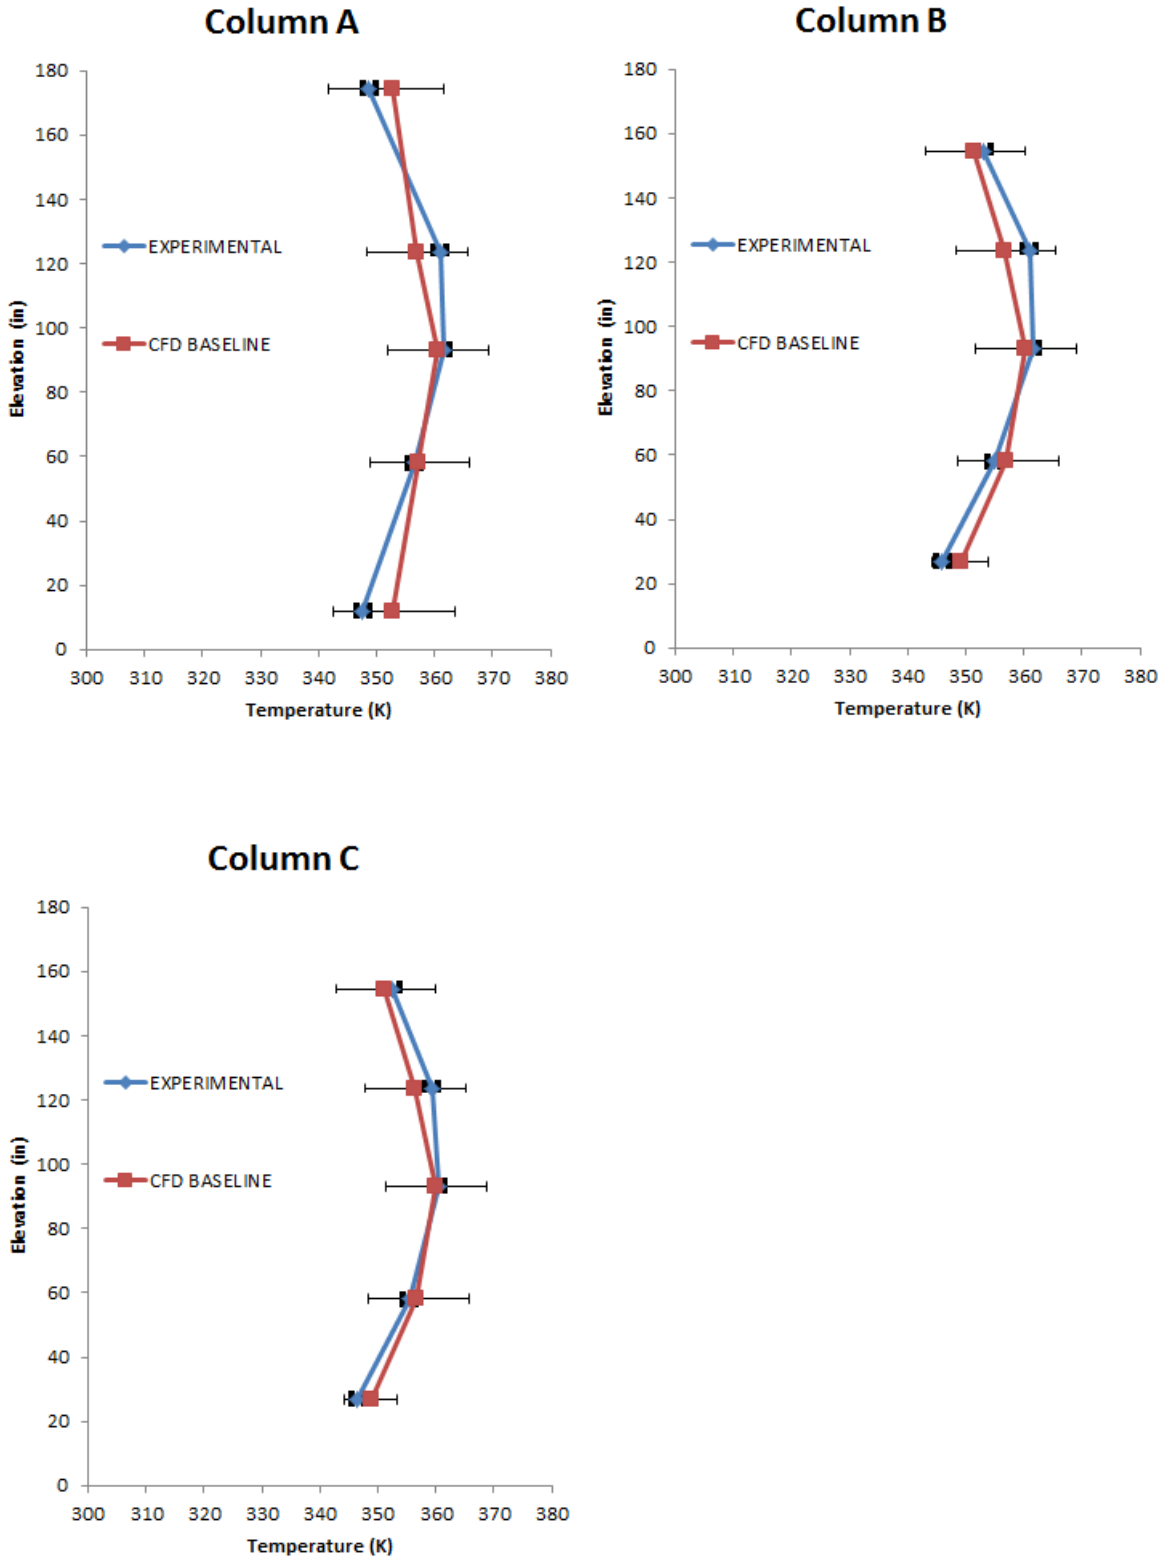 Column A
180
160
140
120
100
80
60
40
20
0
Elevation (in)
EXPERIMENTAL
CFD BASELINE
300 310 320 330 340 350 360 370 380
Temperature (K)
Column B
180
160
140
120
100
80
60
40
20
0
Elevation (in)
EXPERIMENTAL
CFD BASELINE
300 310 320 330 340 350 360 370 380
Temperature (K)
Column C
180
160
140
120
100
80
60
40
20
0
Elevation (in)
EXPERIMENTAL
CFD BASELINE
300 310 320 330 340 350 360 370 380
Temperature (K)